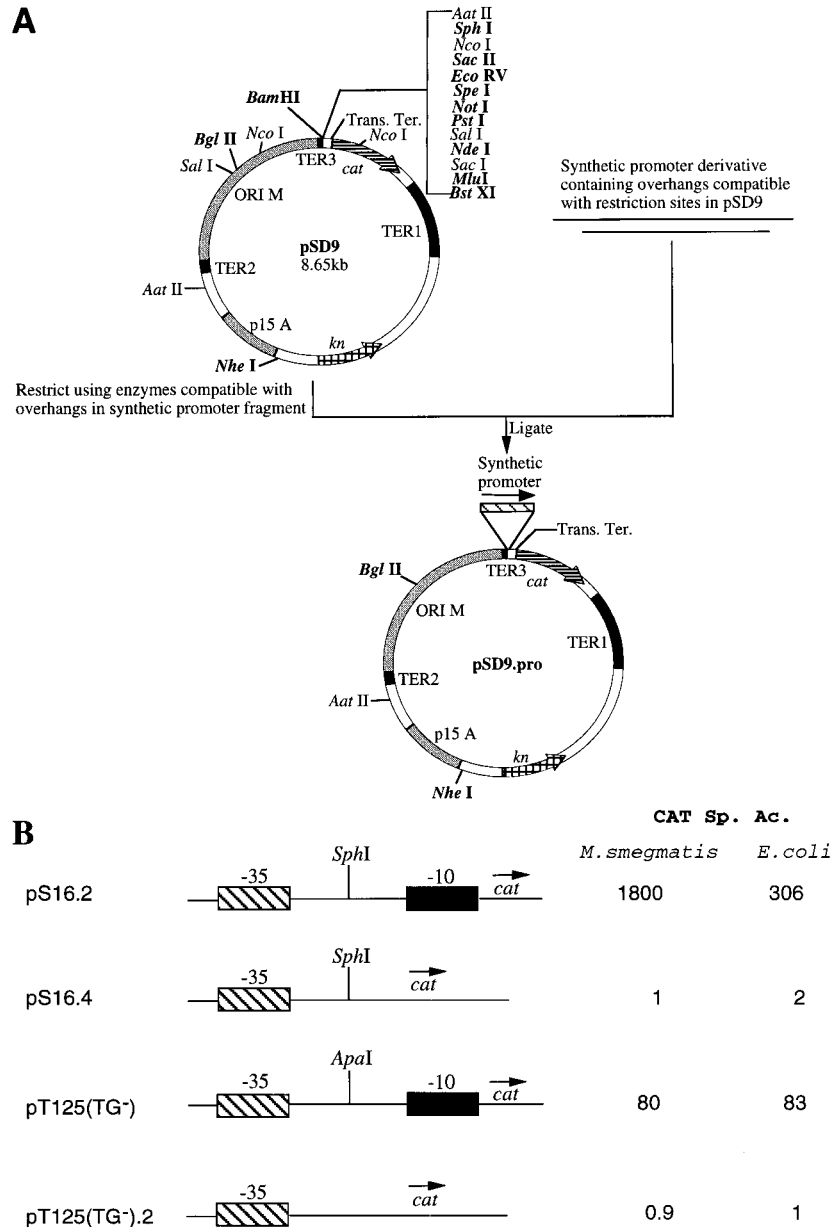 A
Aat II
Sph I
Nco I
Sac II
Eco RV
Spe I
Not I
Pst I
Sal I
Nde I
Sac I
MluI
Bst XI
BamHI
Trans. Ter.
Nco I
Bgl II
Nco I
Sal I
TER3
cat
ORI M
TER1
pSD9
8.65kb
TER2
Aat II
p15 A
kn
Nhe I
Synthetic promoter derivative
containing overhangs compatible
with restriction sites in pSD9
Restrict using enzymes compatible with
overhangs in synthetic promoter fragment
Ligate
Synthetic
promoter
Trans. Ter.
Bgl II
TER3
cat
ORI M
TER1
pSD9.pro
TER2
Aat II
p15 A
kn
Nhe I
B
CAT Sp. Ac.
M.smegmatis E.coli
pS16.2 -35 SphI -10 cat 1800 306
pS16.4 -35 SphI cat 1 2
pT125(TG-) -35 ApaI -10 cat 80 83
pT125(TG-).2 -35 cat 0.9 1